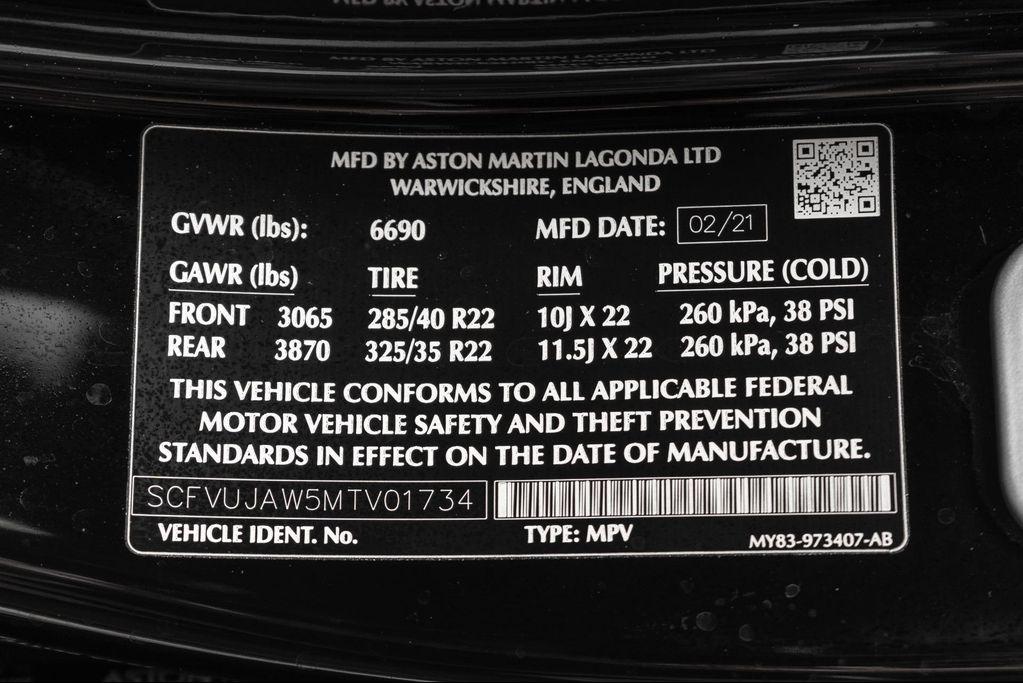 MFD BY ASTON MARTIN LAGONDA LTD
WARWICKSHIRE, ENGLAND
GVWR (lbs): 6690 MFD DATE: 02/21
GAWR (lbs) TIRE RIM PRESSURE (COLD)
FRONT 3065 285/40 R22 10J X 22 260 kPa, 38 PSI
REAR 3870 325/35 R22 11.5J X 22 260 kPa, 38 PSI
THIS VEHICLE CONFORMS TO ALL APPLICABLE FEDERAL
MOTOR VEHICLE SAFETY AND THEFT PREVENTION
STANDARDS IN EFFECT ON THE DATE OF MANUFACTURE.
SCFVUJAW5MTV01734
VEHICLE IDENT. No. TYPE: MPV MY83-973407-AB